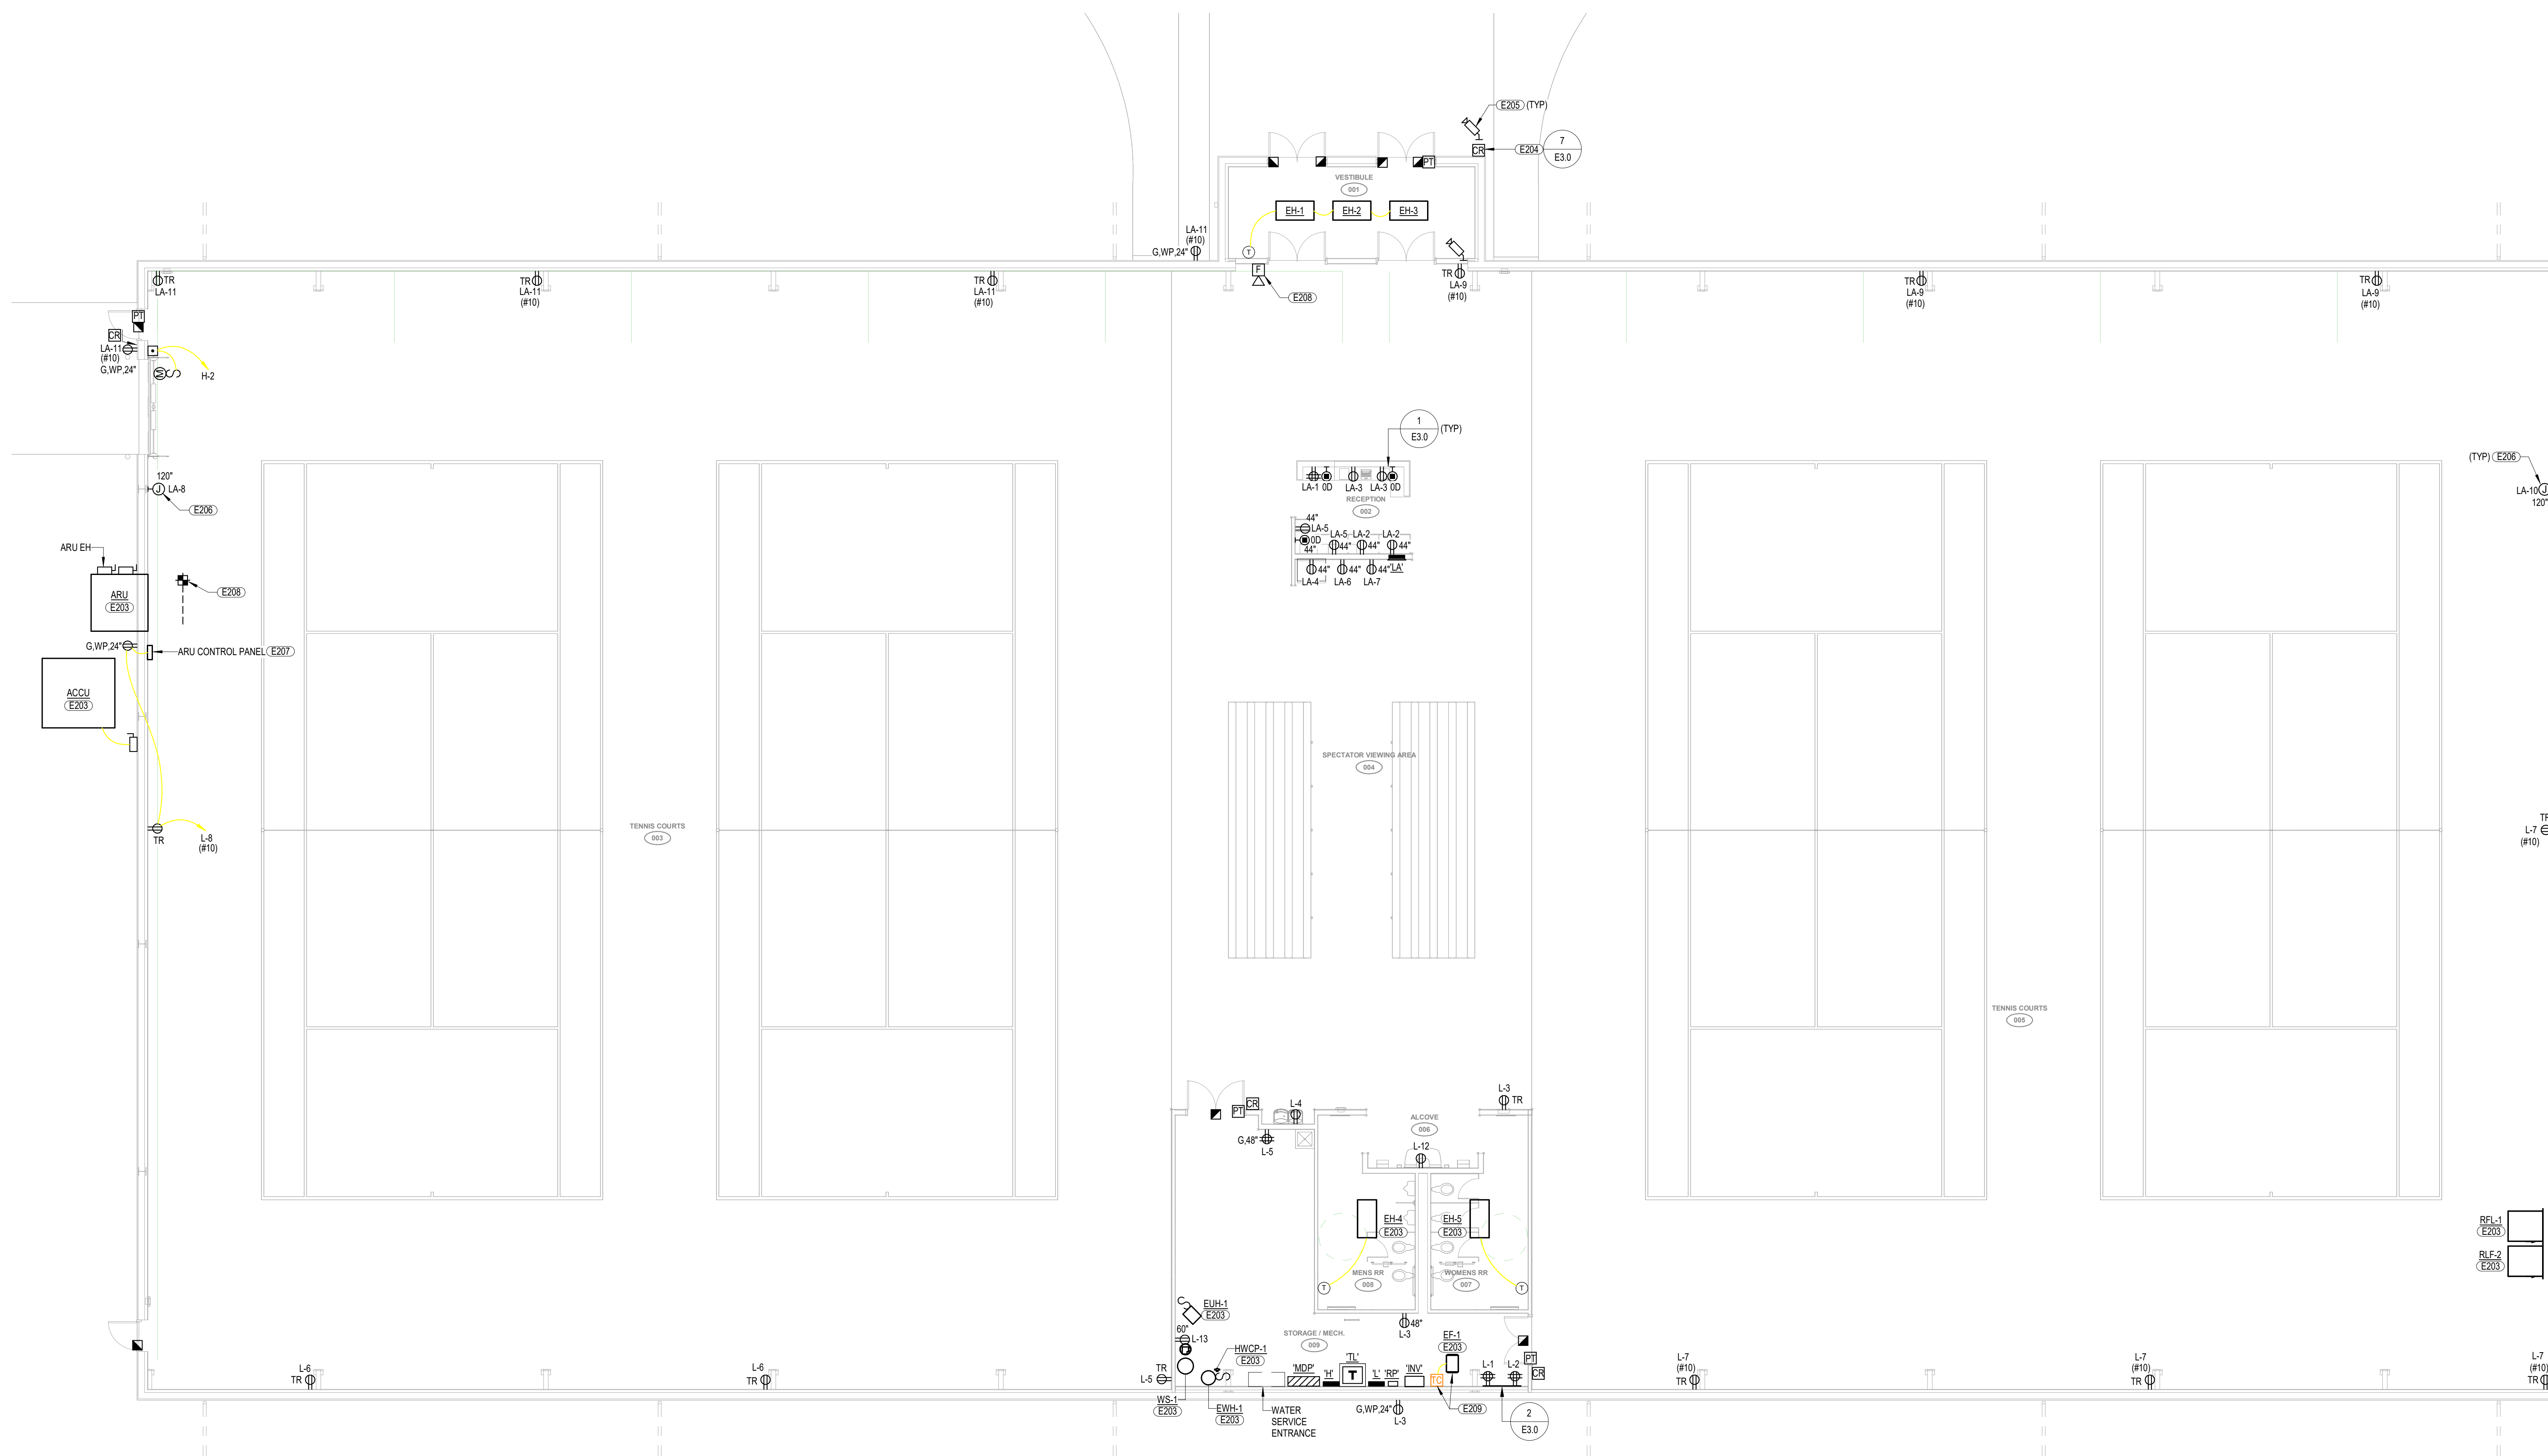 E205 (TYP)
7
E3.0
E204
CR
PT
VESTIBULE
001
EH-1
EH-2
EH-3
T
LA-11
(#10)
G,WP,24"
F
E208
TR
LA-9
(#10)
TR
LA-11
TR
LA-11
(#10)
TR
LA-11
(#10)
TR
LA-9
(#10)
TR
LA-9
(#10)
PT
CR
LA-11
(#10)
G,WP,24"
M
H-2
1
E3.0
(TYP)
120"
J
LA-8
E206
LA-1
0D
LA-3
LA-3
0D
RECEPTION
002
44"
LA-5
0D
44"
LA-5
LA-2
LA-2
44"
44"
44"
44"
44"
44"
'LA'
LA-4
LA-6
LA-7
(TYP) E206
LA-10
J
120"
ARU EH
ARU
E203
E208
G,WP,24"
ARU CONTROL PANEL E207
ACCU
E203
SPECTATOR VIEWING AREA
004
TR
L-8
(#10)
TENNIS COURTS
003
TR
L-7
(#10)
TENNIS COURTS
005
PT
CR
L-4
L-3
TR
G,48"
L-5
ALCOVE
006
L-12
EH-4
E203
EH-5
E203
RFL-1
E203
RLF-2
E203
MENS RR
008
WOMENS RR
007
T
T
EUH-1
E203
60"
L-13
STORAGE / MECH.
009
48"
L-3
EF-1
E203
HWCP-1
E203
'MDP'
'H'
'TL'
T
'L'
'RP'
'INV'
TC
L-1
L-2
PT
CR
L-6
TR
L-6
TR
TR
L-5
L-7
(#10)
TR
L-7
(#10)
TR
L-7
(#10)
TR
WS-1
E203
EWH-1
E203
WATER
SERVICE
ENTRANCE
G,WP,24"
L-3
E209
2
E3.0